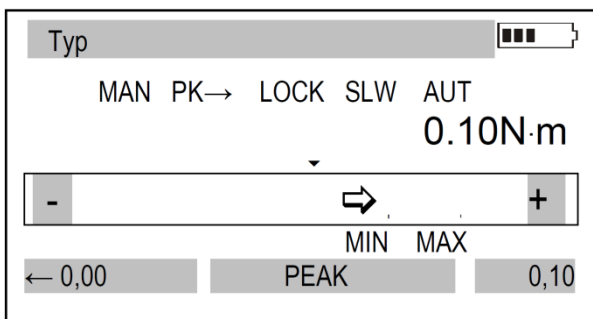 Typ
MAN PK→ LOCK SLW AUT
0.10N·m
- +
MIN MAX
← 0,00 PEAK 0,10